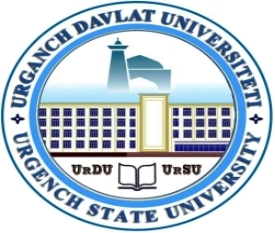 URGANCH DAVLAT UNIVERSITETI
UrDU UrSU
URGENCH STATE UNIVERSITY